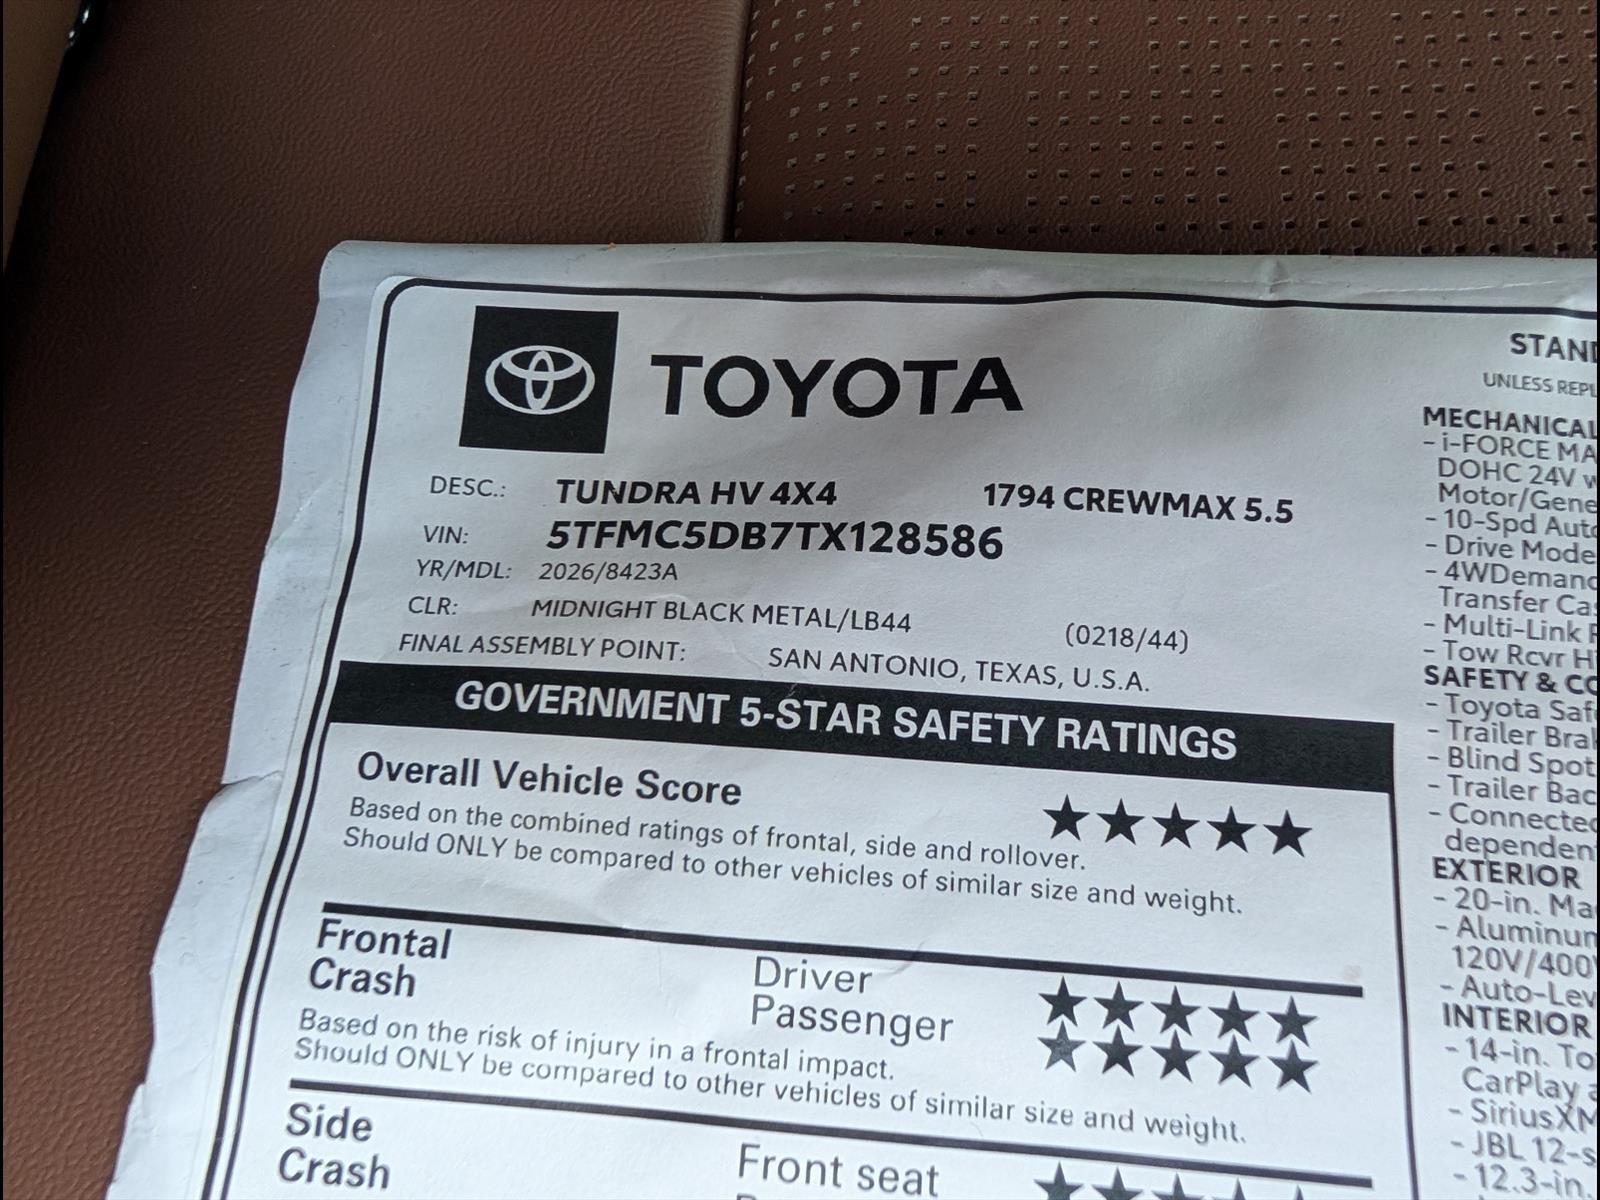 TOYOTA
DESC.: TUNDRA HV 4X4 1794 CREWMAX 5.5
VIN: 5TFMC5DB7TX128586
YR/MDL: 2026/8423A
CLR: MIDNIGHT BLACK METAL/LB44 (0218/44)
FINAL ASSEMBLY POINT: SAN ANTONIO, TEXAS, U.S.A.
GOVERNMENT 5-STAR SAFETY RATINGS
Overall Vehicle Score ★★★★★
Based on the combined ratings of frontal, side and rollover.
Should ONLY be compared to other vehicles of similar size and weight.
Frontal
Crash
Driver ★★★★★
Passenger ★★★★★
Based on the risk of injury in a frontal impact.
Should ONLY be compared to other vehicles of similar size and weight.
Side
Crash
Front seat
STAN
UNLESS REPL
MECHANICAL
- i-FORCE MA
DOHC 24V w
Motor/Gene
- 10-Spd Auto
- Drive Mode
- 4WDemand
Transfer Cas
- Multi-Link R
- Tow Rcvr Hi
SAFETY & CO
- Toyota Safe
- Trailer Brak
- Blind Spot
- Trailer Bac
- Connected
dependen
EXTERIOR
- 20-in. Ma
- Aluminum
120V/400
- Auto-Lev
INTERIOR
- 14-in. To
CarPlay a
- SiriusXM
- JBL 12-s
- 12.3-in.